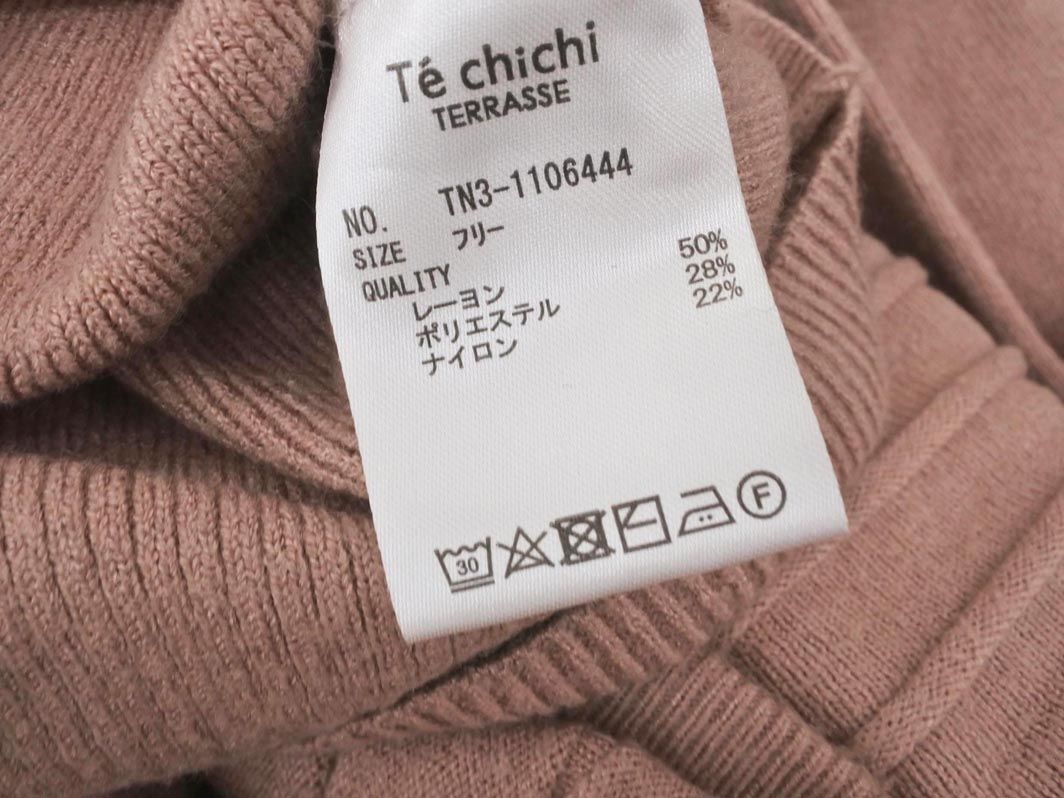 Té chichi
TERRASSE
NO. TN3-1106444
SIZE フリー
QUALITY
レーヨン 50%
ポリエステル 28%
ナイロン 22%
30
F